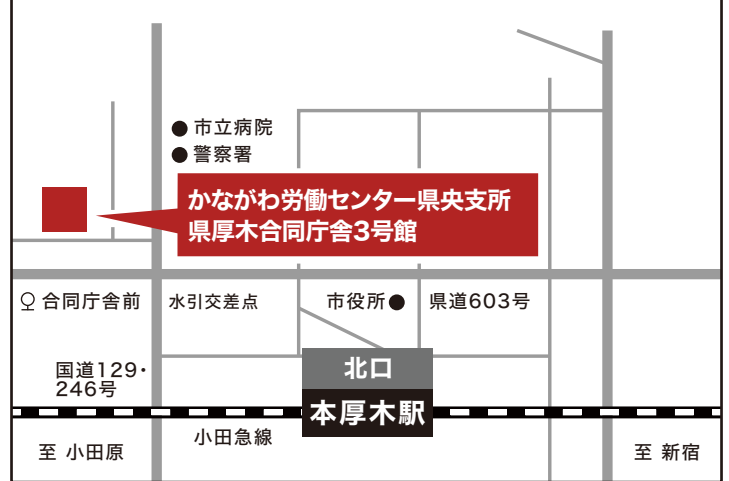 ●市立病院
●警察署
かながわ労働センター県央支所
県厚木合同庁舎3号館
合同庁舎前
水引交差点
市役所●
県道603号
国道129・
246号
北口
本厚木駅
小田急線
至 小田原
至 新宿